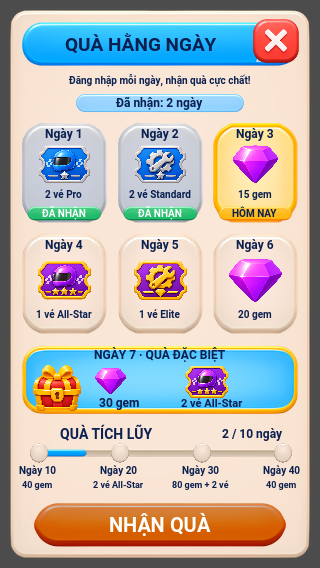 QUÀ HẰNG NGÀY
Đăng nhập mỗi ngày, nhận quà cực chất!
Đã nhận: 2 ngày
Ngày 1
Ngày 2
Ngày 3
2 vé Pro
2 vé Standard
15 gem
ĐÃ NHẬN
ĐÃ NHẬN
HÔM NAY
Ngày 4
Ngày 5
Ngày 6
1 vé All-Star
1 vé Elite
20 gem
NGÀY 7 · QUÀ ĐẶC BIỆT
30 gem
2 vé All-Star
QUÀ TÍCH LŨY
2 / 10 ngày
Ngày 10
Ngày 20
Ngày 30
Ngày 40
40 gem
2 vé All-Star
80 gem + 2 vé
40 gem
NHẬN QUÀ